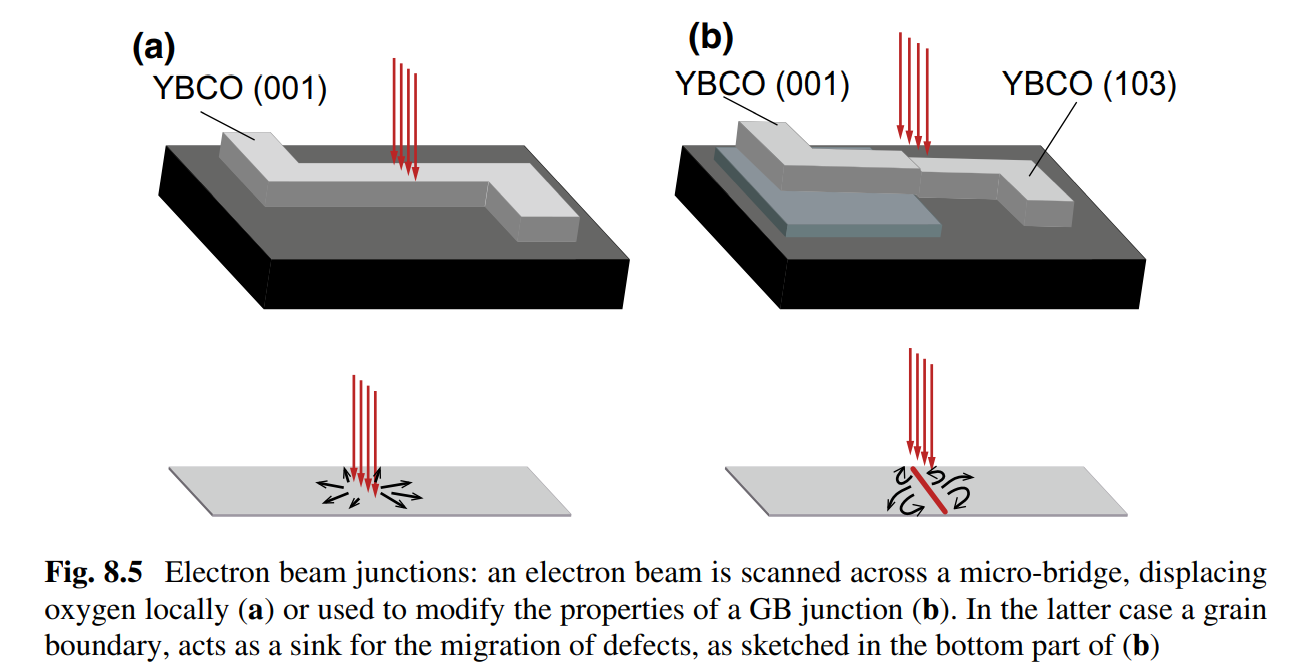 (a)
YBCO (001)
(b)
YBCO (001)
YBCO (103)
Fig. 8.5 Electron beam junctions: an electron beam is scanned across a micro-bridge, displacing
oxygen locally (a) or used to modify the properties of a GB junction (b). In the latter case a grain
boundary, acts as a sink for the migration of defects, as sketched in the bottom part of (b)